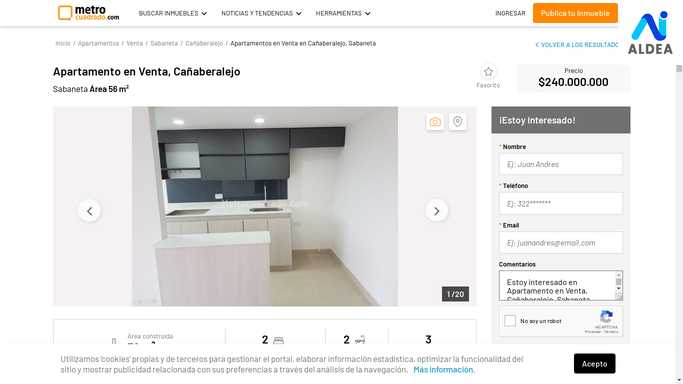 metro
cuadrado.com
BUSCAR INMUEBLES
NOTICIAS Y TENDENCIAS
HERRAMIENTAS
INGRESAR
Publica tu Inmueble
ALDEA
Inicio / Apartamentos / Venta / Sabaneta / Cañaberalejo / Apartamentos en Venta en Cañaberalejo, Sabaneta
VOLVER A LOS RESULTADO
Apartamento en Venta, Cañaberalejo
Sabaneta Área 56 m²
Favorito
Precio
$240.000.000
1 / 20
¡Estoy Interesado!
* Nombre
Ej: Juan Andres
* Teléfono
Ej: 322*******
* Email
Ej: juanandres@email.com
Comentarios
Estoy interesado en
Apartamento en Venta,
Cañaberalejo, Sabaneta
No soy un robot
reCAPTCHA
Privacidad - Términos
Área construida
2
2
3
Utilizamos 'cookies' propias y de terceros para gestionar el portal, elaborar información estadística, optimizar la funcionalidad del
sitio y mostrar publicidad relacionada con sus preferencias a través del análisis de la navegación. Más información.
Acepto